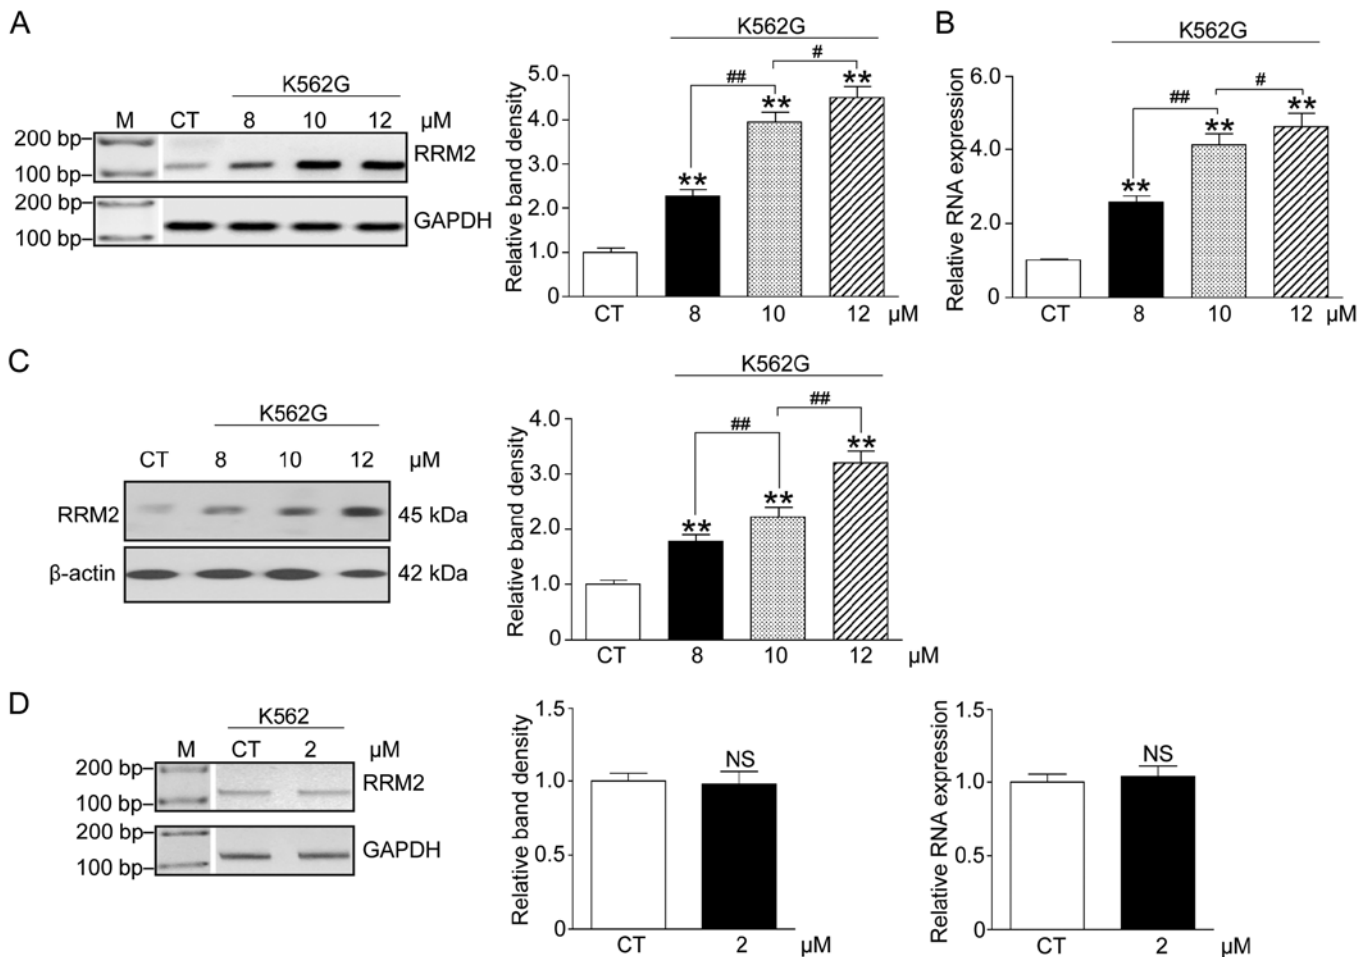 A
K562G
M CT 8 10 12 μM
200 bp
100 bp
RRM2
200 bp
100 bp
GAPDH
K562G
Relative band density
5.0
4.0
3.0
2.0
1.0
0
**
**
**
##
#
CT 8 10 12 μM
B
K562G
Relative RNA expression
6.0
4.0
2.0
0
**
**
**
##
#
CT 8 10 12 μM
C
K562G
CT 8 10 12 μM
RRM2 45 kDa
β-actin 42 kDa
K562G
Relative band density
4.0
3.0
2.0
1.0
0
**
**
**
##
##
CT 8 10 12 μM
D
K562
M CT 2 μM
200 bp
100 bp
RRM2
200 bp
100 bp
GAPDH
Relative band density
1.5
1.0
0.5
0
NS
CT 2 μM
Relative RNA expression
1.5
1.0
0.5
0
NS
CT 2 μM